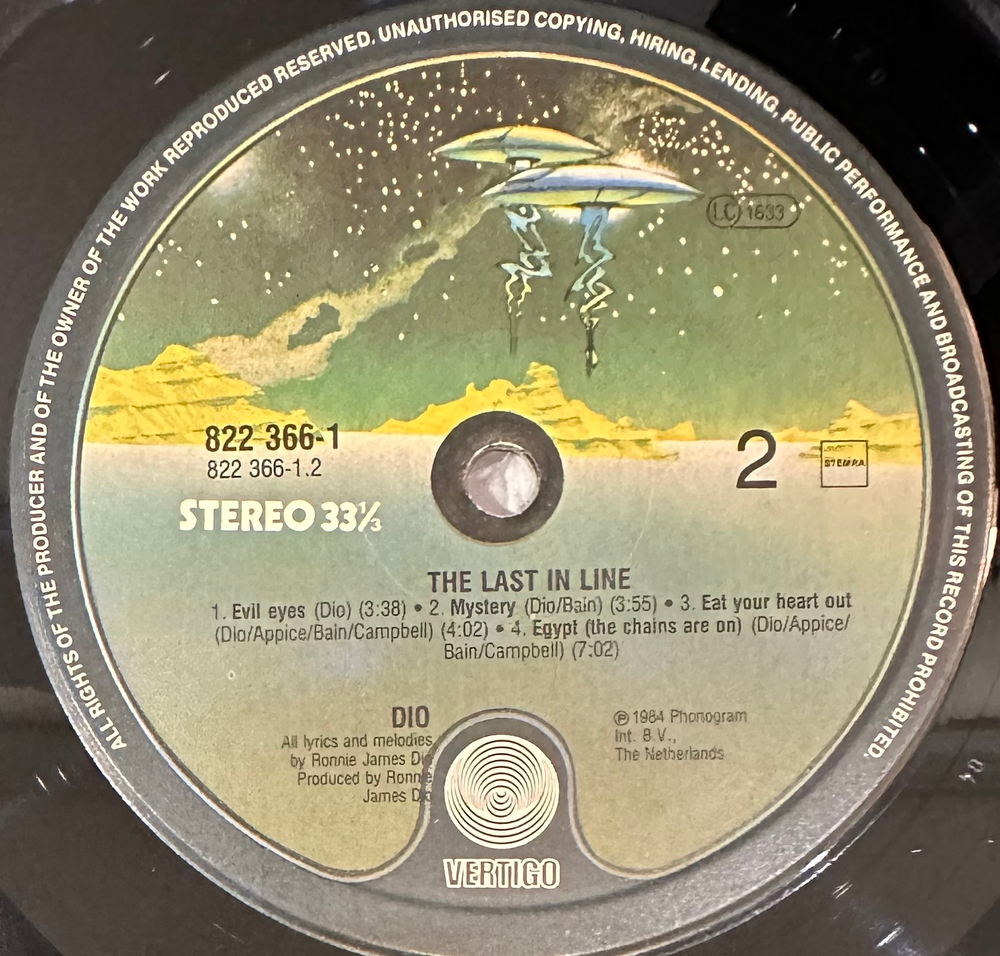 ALL RIGHTS OF THE PRODUCER AND OF THE OWNER OF THE WORK REPRODUCED RESERVED. UNAUTHORISED COPYING, HIRING, LENDING, PUBLIC PERFORMANCE AND BROADCASTING OF THIS RECORD PROHIBITED.
LC 1633
822 366-1
822 366-1.2
STEREO 33⅓
2
STEMRA
THE LAST IN LINE
1. Evil eyes (Dio) (3:38) • 2. Mystery (Dio/Bain) (3:55) • 3. Eat your heart out
(Dio/Appice/Bain/Campbell) (4:02) • 4. Egypt (the chains are on) (Dio/Appice/
Bain/Campbell) (7:02)
DIO
All lyrics and melodies
by Ronnie James Dio
Produced by Ronnie
James Dio
℗ 1984 Phonogram
Int. B.V.,
The Netherlands
VERTIGO